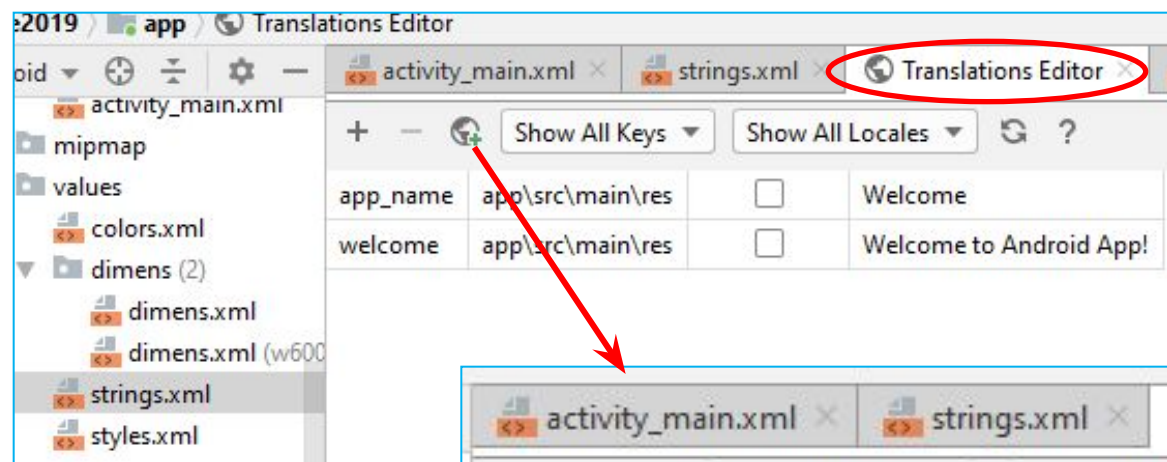 e2019 app Translations Editor
oid
activity_main.xml strings.xml Translations Editor
activity_main.xml
mipmap
values
colors.xml
dimens (2)
dimens.xml
dimens.xml (w600
strings.xml
styles.xml
Show All Keys Show All Locales ?
app_name app\src\main\res Welcome
welcome app\src\main\res Welcome to Android App!
activity_main.xml strings.xml